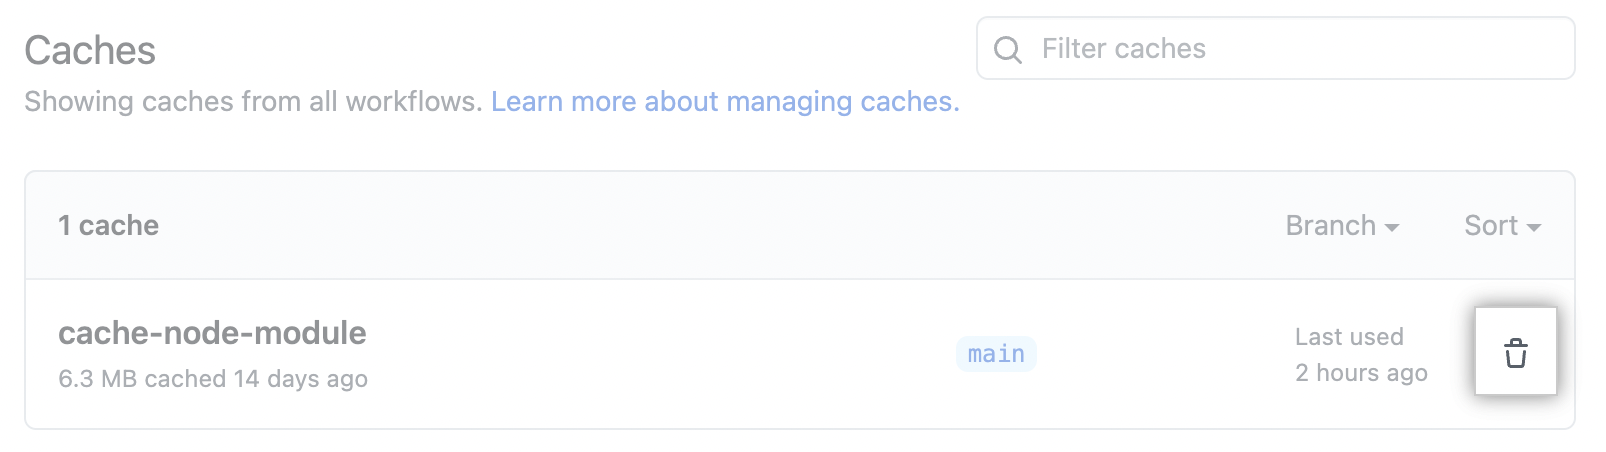 Caches
Filter caches
Showing caches from all workflows. Learn more about managing caches.
1 cache
Branch
Sort
cache-node-module
6.3 MB cached 14 days ago
main
Last used
2 hours ago